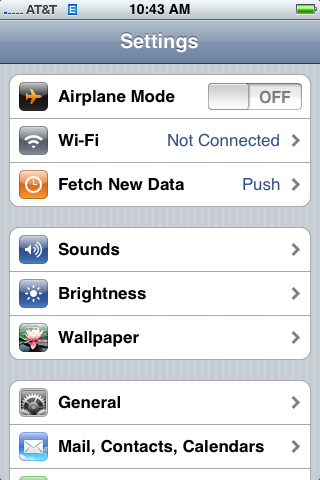 AT&T E 10:43 AM
Settings
Airplane Mode OFF
Wi-Fi Not Connected
Fetch New Data Push
Sounds
Brightness
Wallpaper
General
Mail, Contacts, Calendars